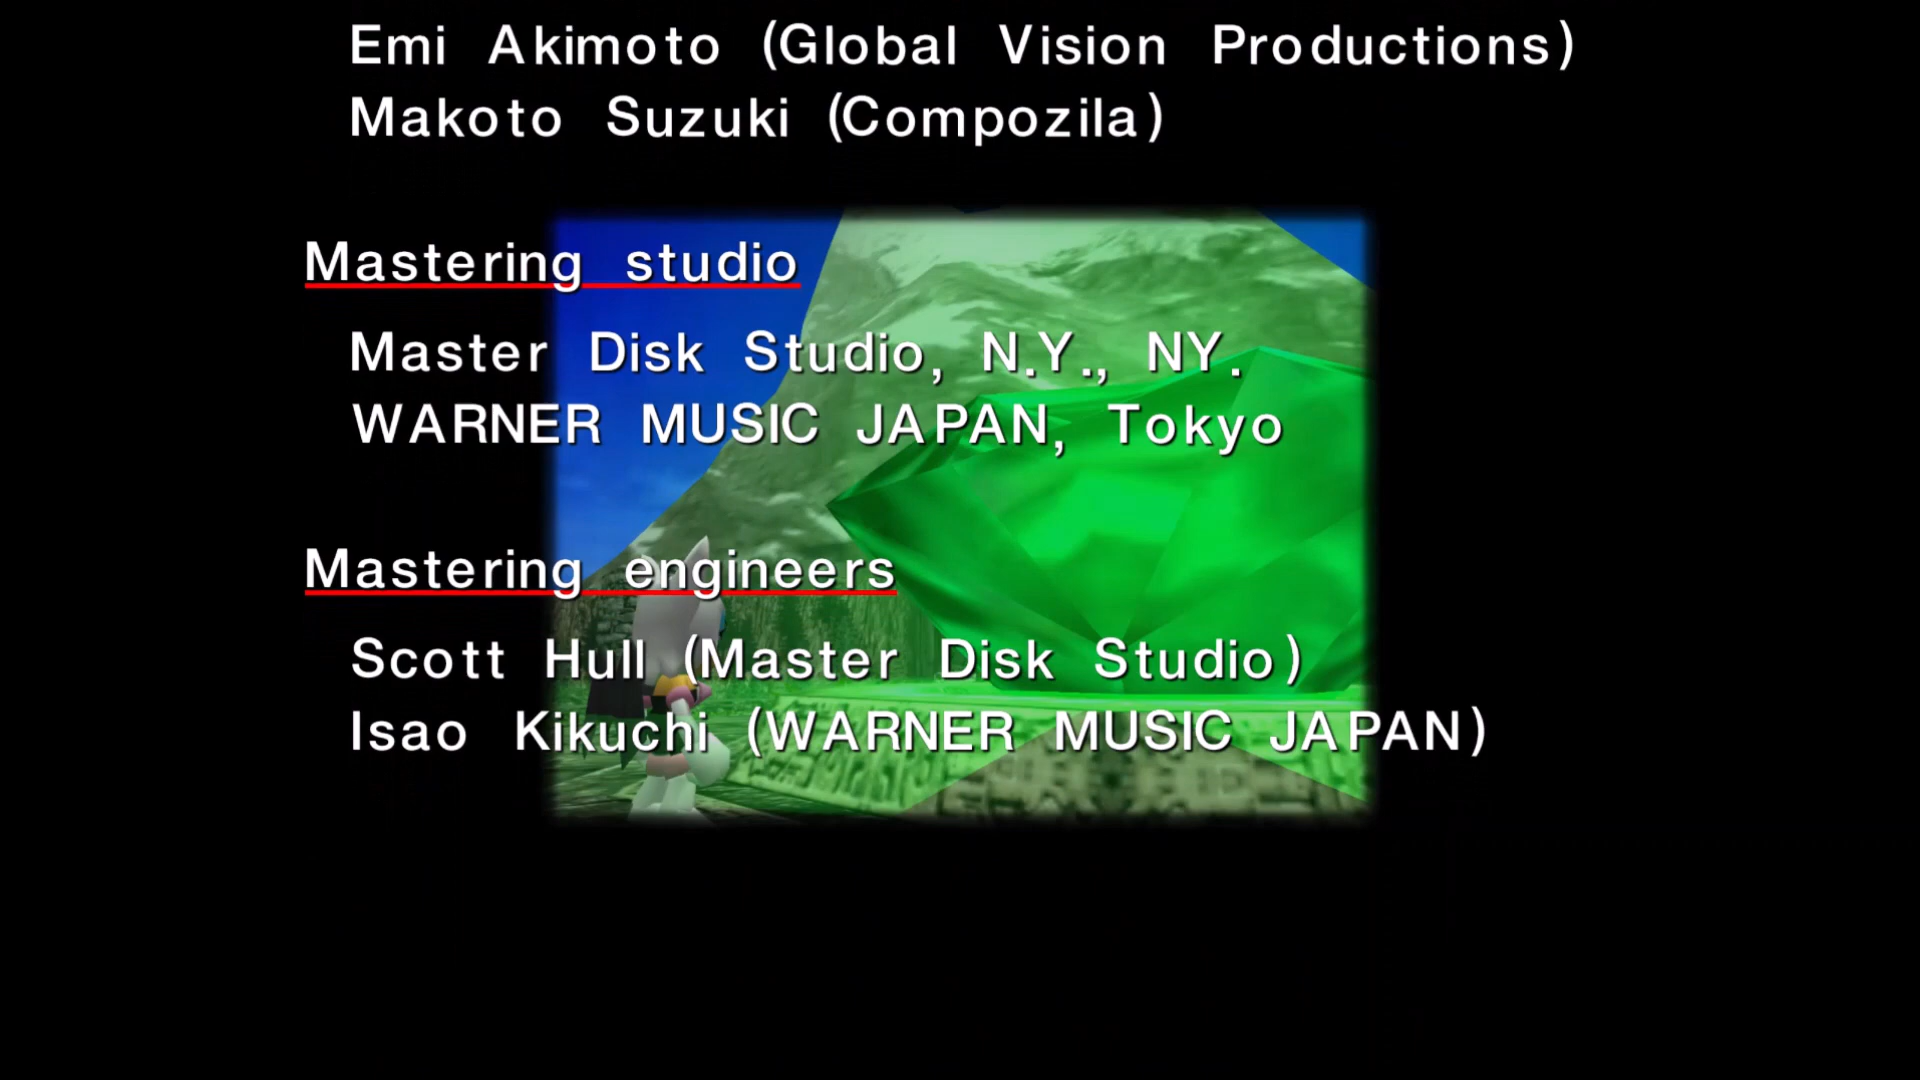 Emi Akimoto (Global Vision Productions)
Makoto Suzuki (Compozila)
Mastering studio
Master Disk Studio, N.Y., NY.
WARNER MUSIC JAPAN, Tokyo
Mastering engineers
Scott Hull (Master Disk Studio)
Isao Kikuchi (WARNER MUSIC JAPAN)